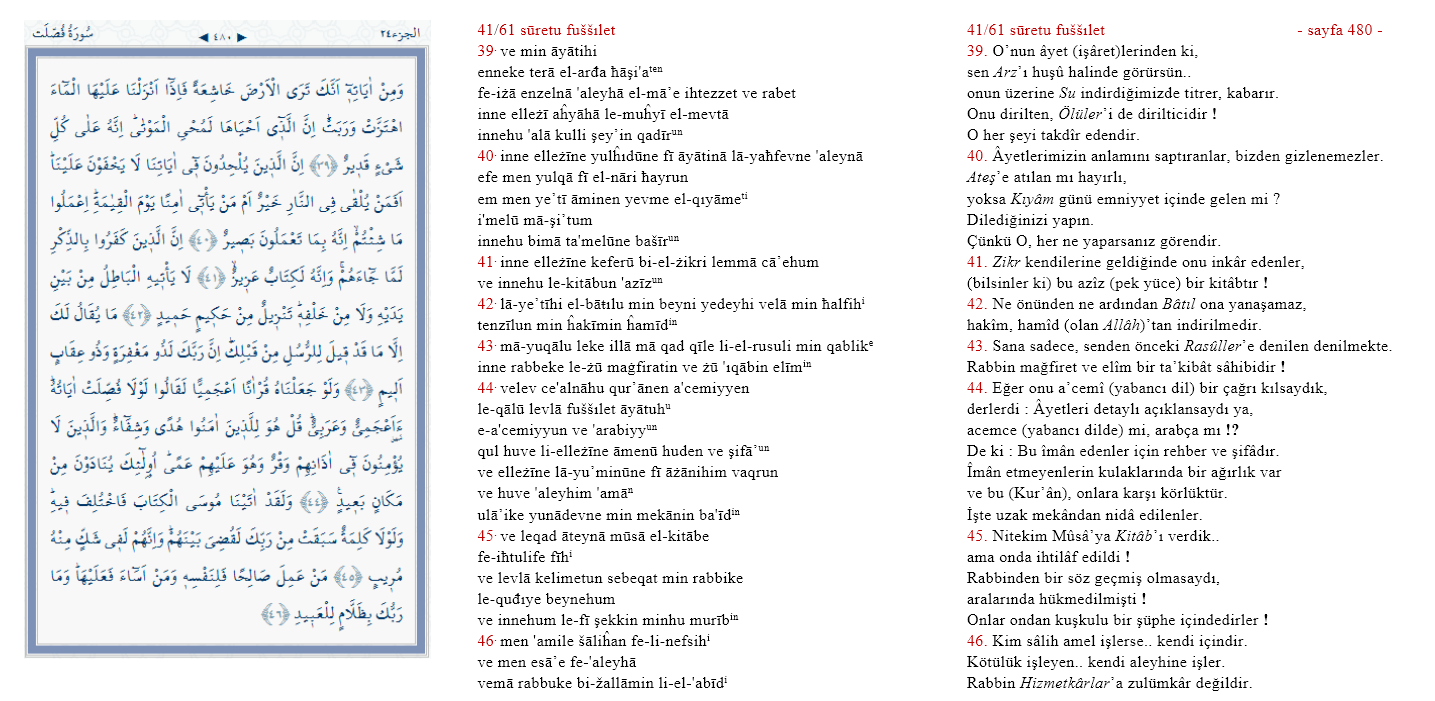 سُورَةُ فُصِّلَت
٤٨٠
الجزء٢٤
وَمِنْ اٰيَاتِهٖٓ اَنَّكَ تَرَى الْاَرْضَ خَاشِعَةً فَاِذَٓا اَنْزَلْنَا عَلَيْهَا الْمَٓاءَ
اهْتَزَّتْ وَرَبَتْۜ اِنَّ الَّذٖٓي اَحْيَاهَا لَمُحْيِ الْمَوْتٰىۜ اِنَّهُ عَلٰى كُلِّ
شَيْءٍ قَدٖيرٌ ﴿٣٩﴾ اِنَّ الَّذٖينَ يُلْحِدُونَ فٖٓي اٰيَاتِنَا لَا يَخْفَوْنَ عَلَيْنَاۜ
اَفَمَنْ يُلْقٰى فِي النَّارِ خَيْرٌ اَمْ مَنْ يَأْتٖٓي اٰمِنًا يَوْمَ الْقِيٰمَةِۜ اِعْمَلُوا
مَا شِئْتُمْۙ اِنَّهُ بِمَا تَعْمَلُونَ بَصٖيرٌ ﴿٤٠﴾ اِنَّ الَّذٖينَ كَفَرُوا بِالذِّكْرِ
لَمَّا جَٓاءَهُمْۚ وَاِنَّهُ لَكِتَابٌ عَزٖيزٌۙ ﴿٤١﴾ لَا يَأْتٖيهِ الْبَاطِلُ مِنْ بَيْنِ
يَدَيْهِ وَلَا مِنْ خَلْفِهٖۜ تَنْزٖيلٌ مِنْ حَكٖيمٍ حَمٖيدٍ ﴿٤٢﴾ مَا يُقَالُ لَكَ
اِلَّا مَا قَدْ قٖيلَ لِلرُّسُلِ مِنْ قَبْلِكَۜ اِنَّ رَبَّكَ لَذُو مَغْفِرَةٍ وَذُو عِقَابٍ
اَلٖيمٍ ﴿٤٣﴾ وَلَوْ جَعَلْنَاهُ قُرْاٰنًا اَعْجَمِيًّا لَقَالُوا لَوْلَا فُصِّلَتْ اٰيَاتُهُۜ
ءَاَۭعْجَمِيٌّ وَعَرَبِيٌّۜ قُلْ هُوَ لِلَّذٖينَ اٰمَنُوا هُدًى وَشِفَٓاءٌۜ وَالَّذٖينَ لَا
يُؤْمِنُونَ فٖٓي اٰذَانِهِمْ وَقْرٌ وَهُوَ عَلَيْهِمْ عَمًىۜ اُو۬لٰٓئِكَ يُنَادَوْنَ مِنْ
مَكَانٍ بَعٖيدٍ۟ ﴿٤٤﴾ وَلَقَدْ اٰتَيْنَا مُوسَى الْكِتَابَ فَاخْتُلِفَ فٖيهِۜ
وَلَوْلَا كَلِمَةٌ سَبَقَتْ مِنْ رَبِّكَ لَقُضِيَ بَيْنَهُمْۜ وَاِنَّهُمْ لَفٖي شَكٍّ مِنْهُ
مُرٖيبٍ ﴿٤٥﴾ مَنْ عَمِلَ صَالِحًا فَلِنَفْسِهٖ وَمَنْ اَسَٓاءَ فَعَلَيْهَاۜ وَمَا
رَبُّكَ بِظَلَّامٍ لِلْعَبٖيدِ ﴿٤٦﴾
41/61 sūretu fuššılet
39. ve min āyātihi
enneke terā el-arđa ħāşi'aᵗᵉⁿ
fe-iżā enzelnā 'aleyhā el-mā’e ihtezzet ve rabet
inne elleżī aĥyāhā le-muĥyī el-mevtā
innehu 'alā kulli şey’in qadīrᵘⁿ
40. inne elleżīne yulĥıdūne fī āyātinā lā-yaħfevne 'aleynā
efe men yulqā fī el-nāri ħayrun
em men ye’tī āminen yevme el-qıyāmeᵗⁱ
i'melū mā-şi’tum
innehu bimā ta'melūne bašīrᵘⁿ
41. inne elleżīne keferū bi-el-żikri lemmā cā’ehum
ve innehu le-kitābun 'azīzᵘⁿ
42. lā-ye’tīhi el-bātılu min beyni yedeyhi velā min ħalfihⁱ
tenzīlun min ĥakīmin ĥamīdⁱⁿ
43. mā-yuqālu leke illā mā qad qīle li-el-rusuli min qablikᵉ
inne rabbeke le-żū mağfiratin ve żū 'ıqābin elīmⁱⁿ
44. velev ce'alnāhu qur’ānen a'cemiyyen
le-qālū levlā fuššılet āyātuhᵘ
e-a'cemiyyun ve 'arabiyyᵘⁿ
qul huve li-elleżīne āmenū huden ve şifā’ᵘⁿ
ve elleżīne lā-yu’minūne fī āżānihim vaqrun
ve huve 'aleyhim 'amāⁿ
ulā’ike yunādevne min mekānin ba'īdⁱⁿ
45. ve leqad āteynā mūsā el-kitābe
fe-iħtulife fīhⁱ
ve levlā kelimetun sebeqat min rabbike
le-quđıye beynehum
ve innehum le-fī şekkin minhu murībⁱⁿ
46. men 'amile šāliĥan fe-li-nefsihⁱ
ve men esā’e fe-'aleyhā
vemā rabbuke bi-žallāmin li-el-'abīdⁱ
41/61 sūretu fuššılet - sayfa 480 -
39. O’nun âyet (işâret)lerinden ki,
sen Arz’ı huşû halinde görürsün..
onun üzerine Su indirdiğimizde titrer, kabarır.
Onu dirilten, Ölüler’i de dirilticidir !
O her şeyi takdîr edendir.
40. Âyetlerimizin anlamını saptıranlar, bizden gizlenemezler.
Ateş’e atılan mı hayırlı,
yoksa Kıyâm günü emniyyet içinde gelen mi ?
Dilediğinizi yapın.
Çünkü O, her ne yaparsanız görendir.
41. Zikr kendilerine geldiğinde onu inkâr edenler,
(bilsinler ki) bu azîz (pek yüce) bir kitâbtır !
42. Ne önünden ne ardından Bâtıl ona yanaşamaz,
hakîm, hamîd (olan Allâh)’tan indirilmedir.
43. Sana sadece, senden önceki Rasûller’e denilen denilmekte.
Rabbin mağfiret ve elîm bir ta’kibât sâhibidir !
44. Eğer onu a’cemî (yabancı dil) bir çağrı kılsaydık,
derlerdi : Âyetleri detaylı açıklansaydı ya,
acemce (yabancı dilde) mi, arabça mı !?
De ki : Bu îmân edenler için rehber ve şifâdır.
Îmân etmeyenlerin kulaklarında bir ağırlık var
ve bu (Kur’ân), onlara karşı körlüktür.
İşte uzak mekândan nidâ edilenler.
45. Nitekim Mûsâ’ya Kitâb’ı verdik..
ama onda ihtilâf edildi !
Rabbinden bir söz geçmiş olmasaydı,
aralarında hükmedilmişti !
Onlar ondan kuşkulu bir şüphe içindedirler !
46. Kim sâlih amel işlerse.. kendi içindir.
Kötülük işleyen.. kendi aleyhine işler.
Rabbin Hizmetkârlar’a zulümkâr değildir.